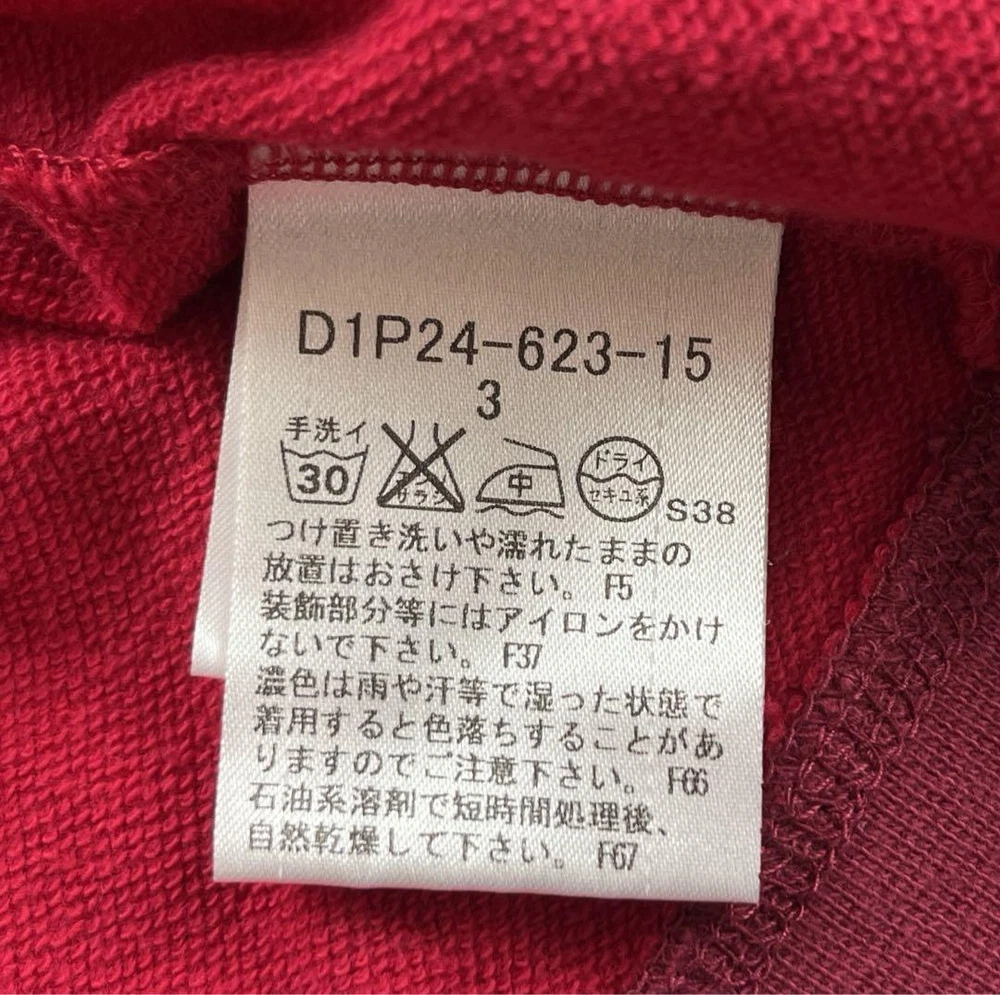 D1P24-623-15
3
手洗イ
30
エンソ
サラシ
中
ドライ
セキユ系
S38
つけ置き洗いや濡れたままの
放置はおさけ下さい。 F5
装飾部分等にはアイロンをかけ
ないで下さい。 F37
濃色は雨や汗等で湿った状態で
着用すると色落ちすることがあ
りますのでご注意下さい。 F66
石油系溶剤で短時間処理後、
自然乾燥して下さい。 F67